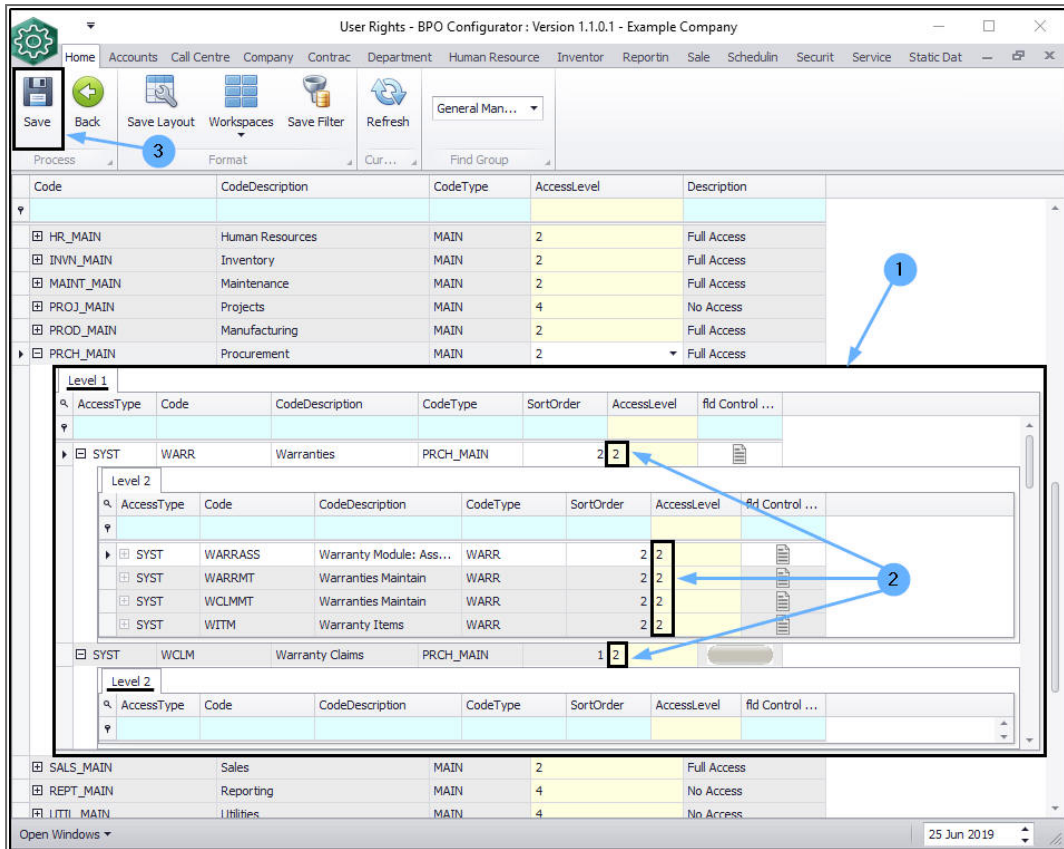 User Rights - BPO Configurator : Version 1.1.0.1 - Example Company
Home Accounts Call Centre Company Contrac Department Human Resource Inventor Reportin Sale Schedulin Securit Service Static Dat
Save Back Save Layout Workspaces Save Filter Refresh General Man...
3
Process Format Cur... Find Group
Code CodeDescription CodeType AccessLevel Description
HR_MAIN Human Resources MAIN 2 Full Access
INVN_MAIN Inventory MAIN 2 Full Access
MAINT_MAIN Maintenance MAIN 2 Full Access
1
PROJ_MAIN Projects MAIN 4 No Access
PROD_MAIN Manufacturing MAIN 2 Full Access
PRCH_MAIN Procurement MAIN 2 Full Access
Level 1
AccessType Code CodeDescription CodeType SortOrder AccessLevel fld Control ...
SYST WARR Warranties PRCH_MAIN 2 2
Level 2
AccessType Code CodeDescription CodeType SortOrder AccessLevel fld Control ...
SYST WARRASS Warranty Module: Ass... WARR 2 2
SYST WARRMT Warranties Maintain WARR 2 2
2
SYST WCLMMT Warranties Maintain WARR 2 2
SYST WITM Warranty Items WARR 2 2
SYST WCLM Warranty Claims PRCH_MAIN 1 2
Level 2
AccessType Code CodeDescription CodeType SortOrder AccessLevel fld Control ...
SALS_MAIN Sales MAIN 2 Full Access
REPT_MAIN Reporting MAIN 4 No Access
UTIL_MAIN Utilities MAIN 4 No Access
Open Windows 25 Jun 2019